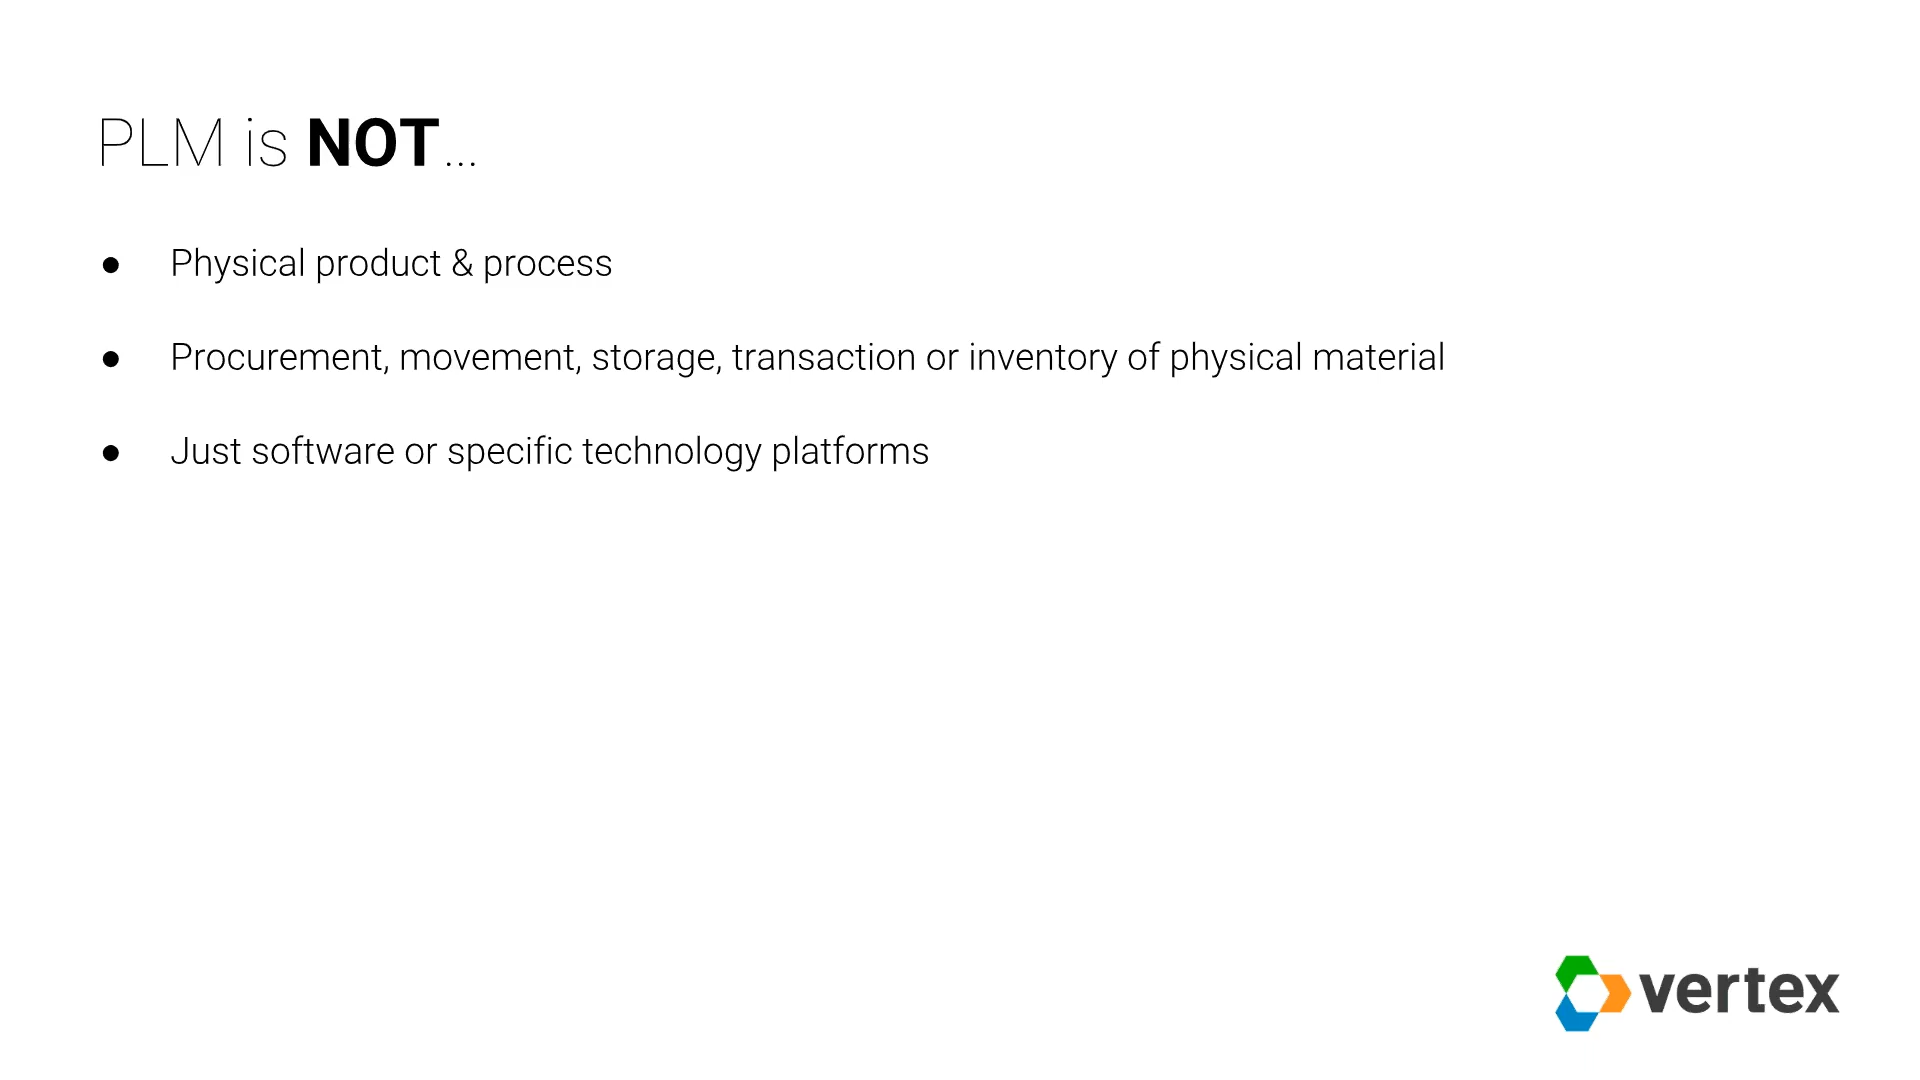 PLM is NOT...
● Physical product & process
● Procurement, movement, storage, transaction or inventory of physical material
● Just software or specific technology platforms
vertex